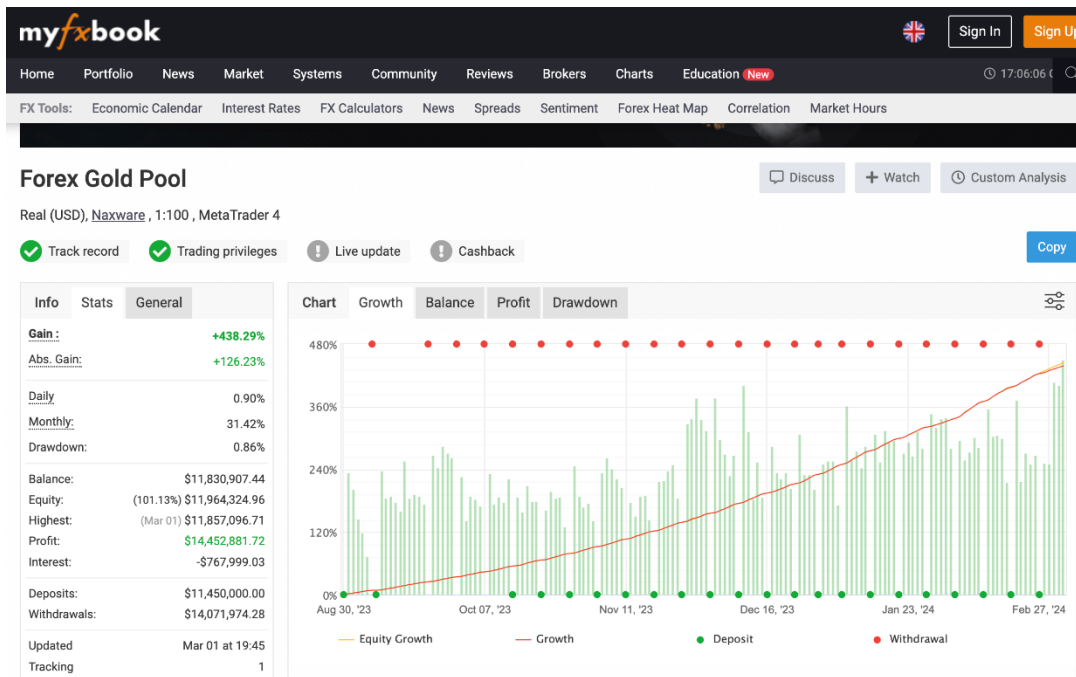 myfxbook
Sign In
Sign Up
Home Portfolio News Market Systems Community Reviews Brokers Charts Education New
17:06:06
FX Tools: Economic Calendar Interest Rates FX Calculators News Spreads Sentiment Forex Heat Map Correlation Market Hours
Forex Gold Pool
Discuss
Watch
Custom Analysis
Real (USD), Naxware , 1:100 , MetaTrader 4
Track record Trading privileges Live update Cashback
Copy
Info Stats General
Gain : +438.29%
Abs. Gain: +126.23%
Daily 0.90%
Monthly: 31.42%
Drawdown: 0.86%
Balance: $11,830,907.44
Equity: (101.13%) $11,964,324.96
Highest: (Mar 01) $11,857,096.71
Profit: $14,452,881.72
Interest: -$767,999.03
Deposits: $11,450,000.00
Withdrawals: $14,071,974.28
Updated Mar 01 at 19:45
Tracking 1
Chart Growth Balance Profit Drawdown
480%
360%
240%
120%
0%
Aug 30, '23 Oct 07, '23 Nov 11, '23 Dec 16, '23 Jan 23, '24 Feb 27, '24
Equity Growth Growth Deposit Withdrawal